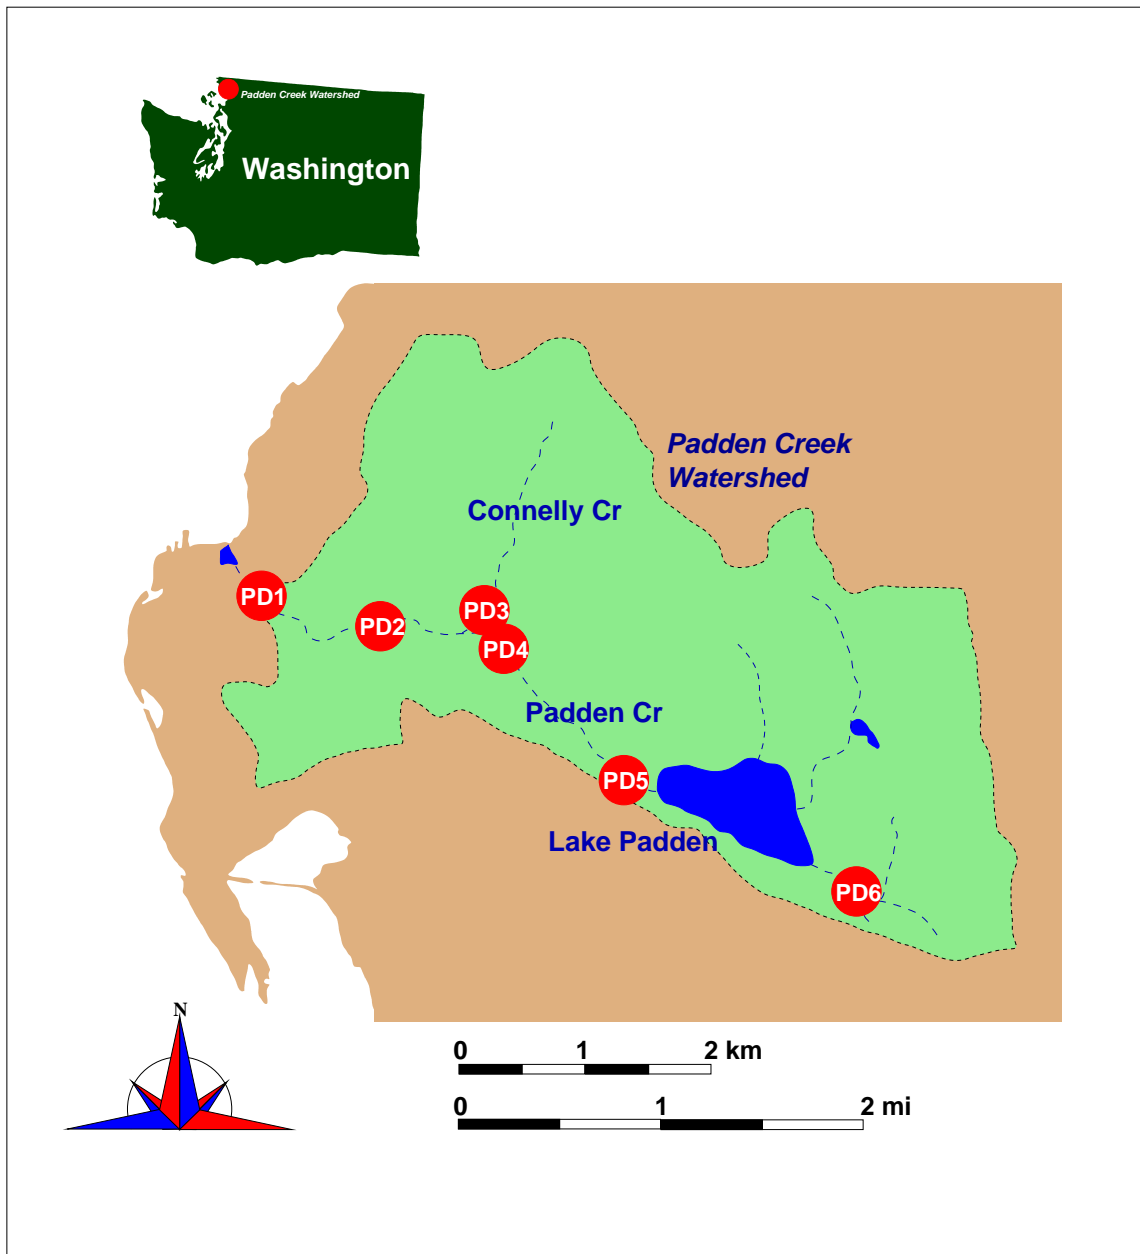 Padden Creek Watershed
Washington
Padden Creek
Watershed
Connelly Cr
PD1
PD2
PD3
PD4
Padden Cr
PD5
Lake Padden
PD6
N
0 1 2 km
0 1 2 mi